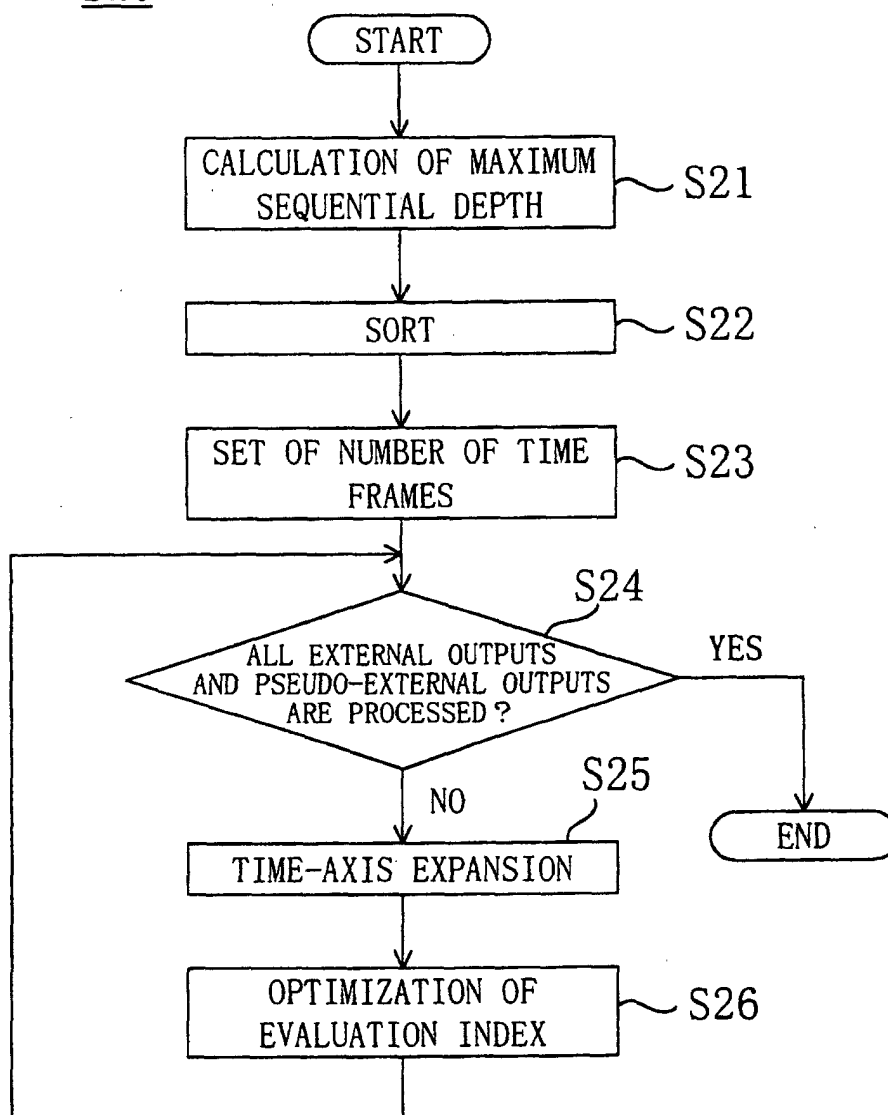 START
CALCULATION OF MAXIMUM
SEQUENTIAL DEPTH
S21
SORT
S22
SET OF NUMBER OF TIME
FRAMES
S23
S24
ALL EXTERNAL OUTPUTS
AND PSEUDO-EXTERNAL OUTPUTS
ARE PROCESSED?
YES
NO
S25
END
TIME-AXIS EXPANSION
OPTIMIZATION OF
EVALUATION INDEX
S26